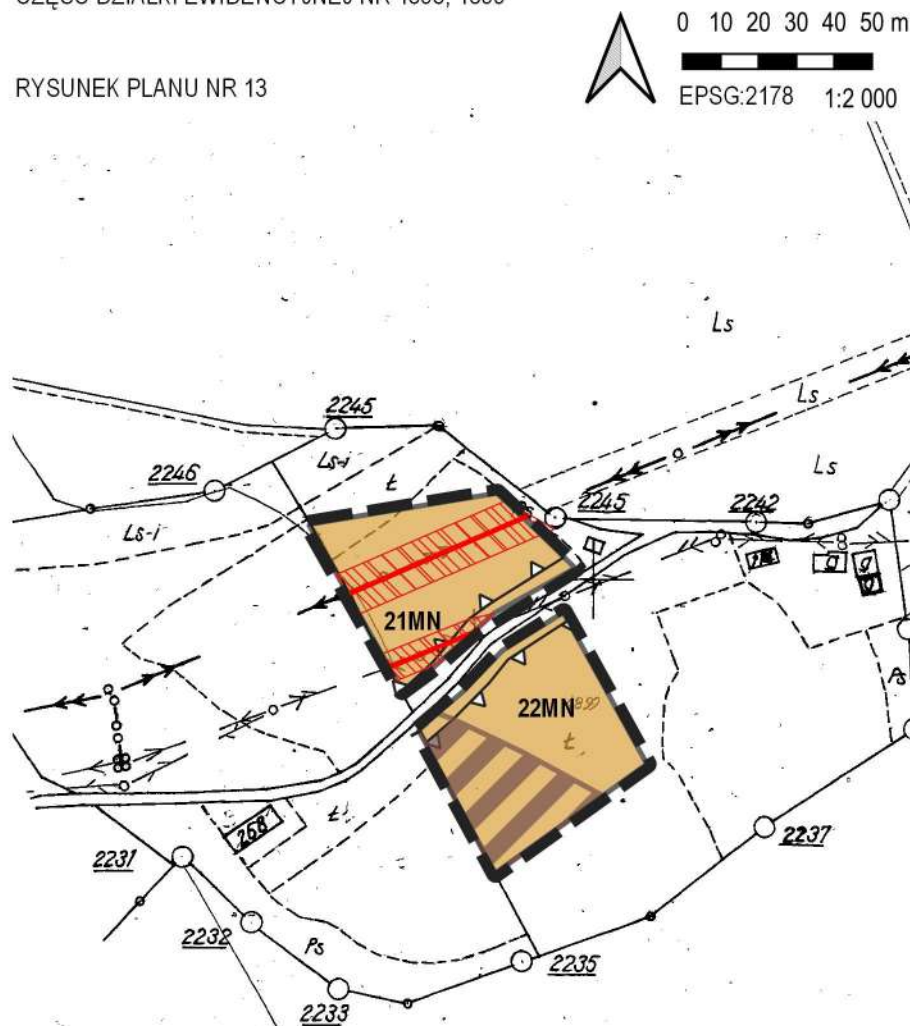 0 10 20 30 40 50 m
RYSUNEK PLANU NR 13
EPSG:2178 1:2 000
Ls
Ls
2245
Ls-i
Ls
2246
ł
2245
2242
Ls-i
g
g
21MN
Ps
22MN
1899
ł
ł
268
2237
2231
2232
Ps
2235
2233